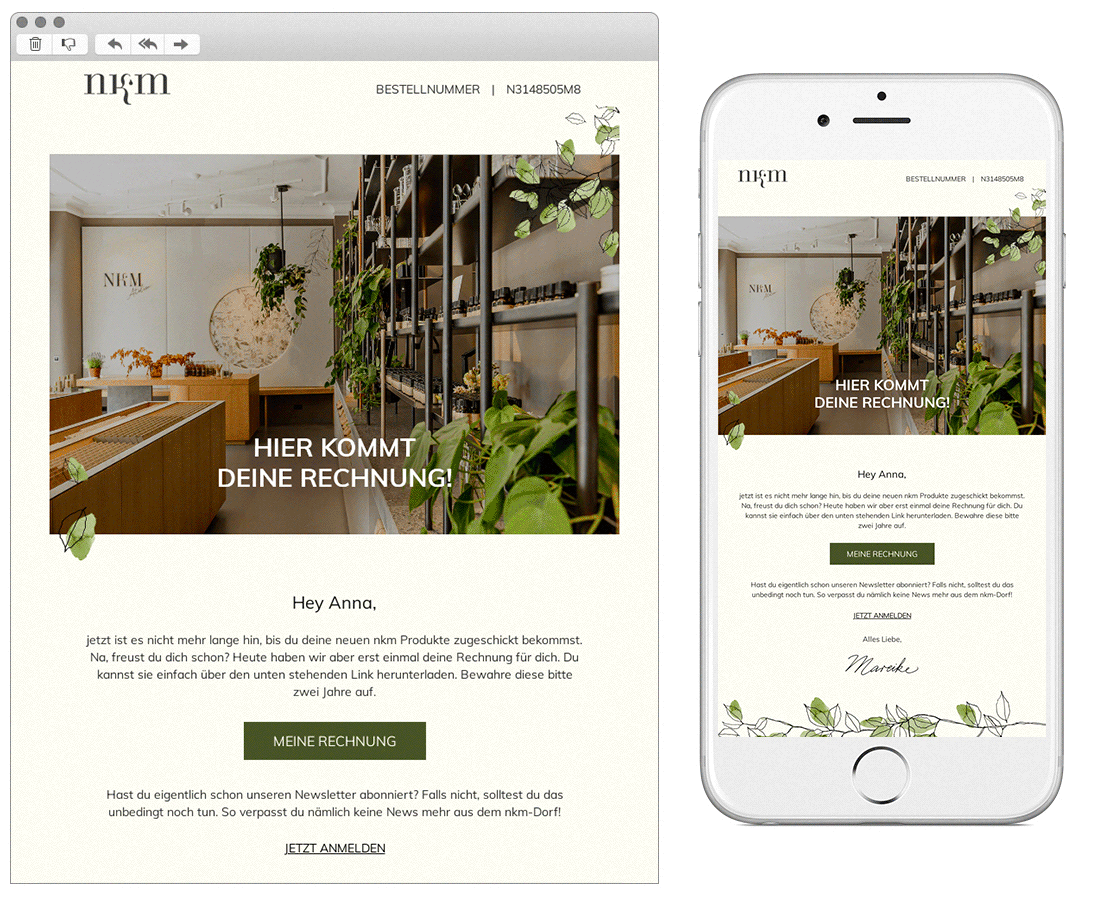 nkm
BESTELLNUMMER | N3148505M8
NKM
HIER KOMMT
DEINE RECHNUNG!
Hey Anna,
jetzt ist es nicht mehr lange hin, bis du deine neuen nkm Produkte zugeschickt bekommst.
Na, freust du dich schon? Heute haben wir aber erst einmal deine Rechnung für dich. Du
kannst sie einfach über den unten stehenden Link herunterladen. Bewahre diese bitte
zwei Jahre auf.
MEINE RECHNUNG
Hast du eigentlich schon unseren Newsletter abonniert? Falls nicht, solltest du das
unbedingt noch tun. So verpasst du nämlich keine News mehr aus dem nkm-Dorf!
JETZT ANMELDEN
nkm
BESTELLNUMMER | N3148505M8
NKM
HIER KOMMT
DEINE RECHNUNG!
Hey Anna,
jetzt ist es nicht mehr lange hin, bis du deine neuen nkm Produkte zugeschickt bekommst.
Na, freust du dich schon? Heute haben wir aber erst einmal deine Rechnung für dich. Du
kannst sie einfach über den unten stehenden Link herunterladen. Bewahre diese bitte
zwei Jahre auf.
MEINE RECHNUNG
Hast du eigentlich schon unseren Newsletter abonniert? Falls nicht, solltest du das
unbedingt noch tun. So verpasst du nämlich keine News mehr aus dem nkm-Dorf!
JETZT ANMELDEN
Alles Liebe,
Mareike